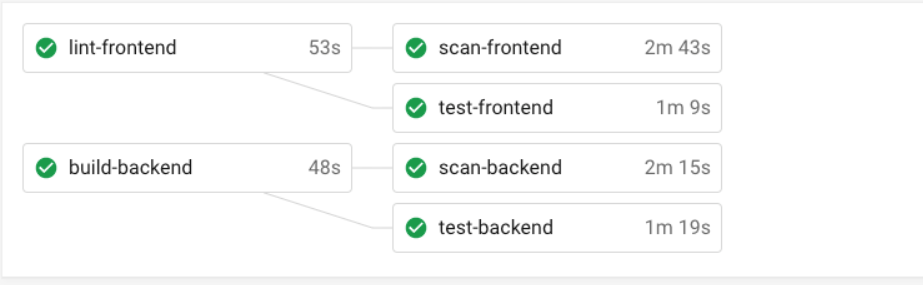 lint-frontend 53s
scan-frontend 2m 43s
test-frontend 1m 9s
build-backend 48s
scan-backend 2m 15s
test-backend 1m 19s